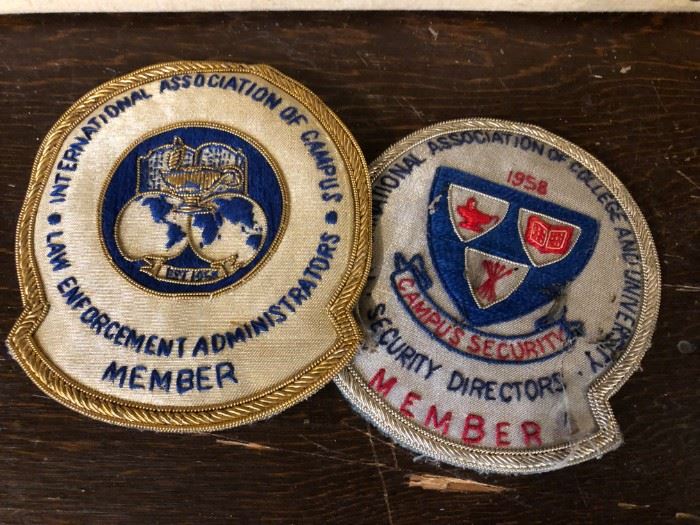 INTERNATIONAL ASSOCIATION OF CAMPUS
LAW ENFORCEMENT ADMINISTRATORS
MEMBER
ASSOCIATION OF COLLEGE AND UNIVERSITY
SECURITY DIRECTORS
1958
CAMPUS SECURITY
MEMBER